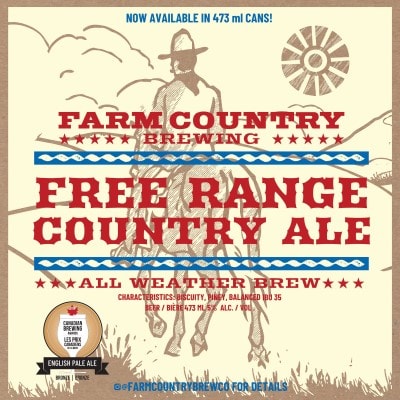 NOW AVAILABLE IN 473 ml CANS!
FARM COUNTRY
BREWING
FREE RANGE
COUNTRY ALE
ALL WEATHER BREW
CHARACTERISTICS: BISCUITY, PINEY, BALANCED IBU 35
BEER / BIÈRE 473 ML 5% ALC. / VOL.
CANADIAN
BREWING
AWARDS
LES PRIX
CANADIENS
ENGLISH PALE ALE
BRONZE | BRONZE
@FARMCOUNTRYBREWCO FOR DETAILS